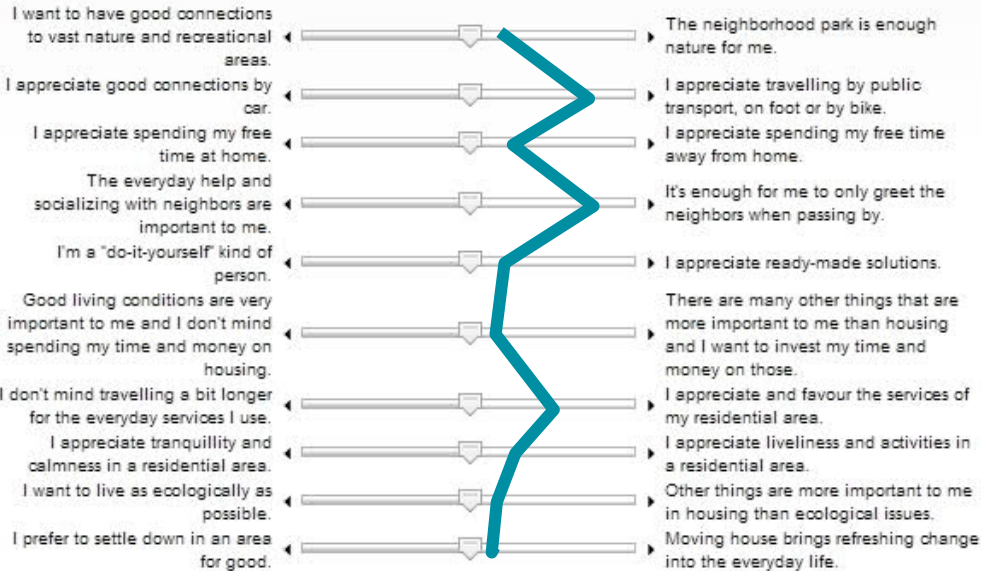 I want to have good connections
to vast nature and recreational
areas.
The neighborhood park is enough
nature for me.
I appreciate good connections by
car.
I appreciate travelling by public
transport, on foot or by bike.
I appreciate spending my free
time at home.
I appreciate spending my free time
away from home.
The everyday help and
socializing with neighbors are
important to me.
It's enough for me to only greet the
neighbors when passing by.
I'm a "do-it-yourself" kind of
person.
I appreciate ready-made solutions.
Good living conditions are very
important to me and I don't mind
spending my time and money on
housing.
There are many other things that are
more important to me than housing
and I want to invest my time and
money on those.
I don't mind travelling a bit longer
for the everyday services I use.
I appreciate and favour the services of
my residential area.
I appreciate tranquillity and
calmness in a residential area.
I appreciate liveliness and activities in
a residential area.
I want to live as ecologically as
possible.
Other things are more important to me
in housing than ecological issues.
I prefer to settle down in an area
for good.
Moving house brings refreshing change
into the everyday life.